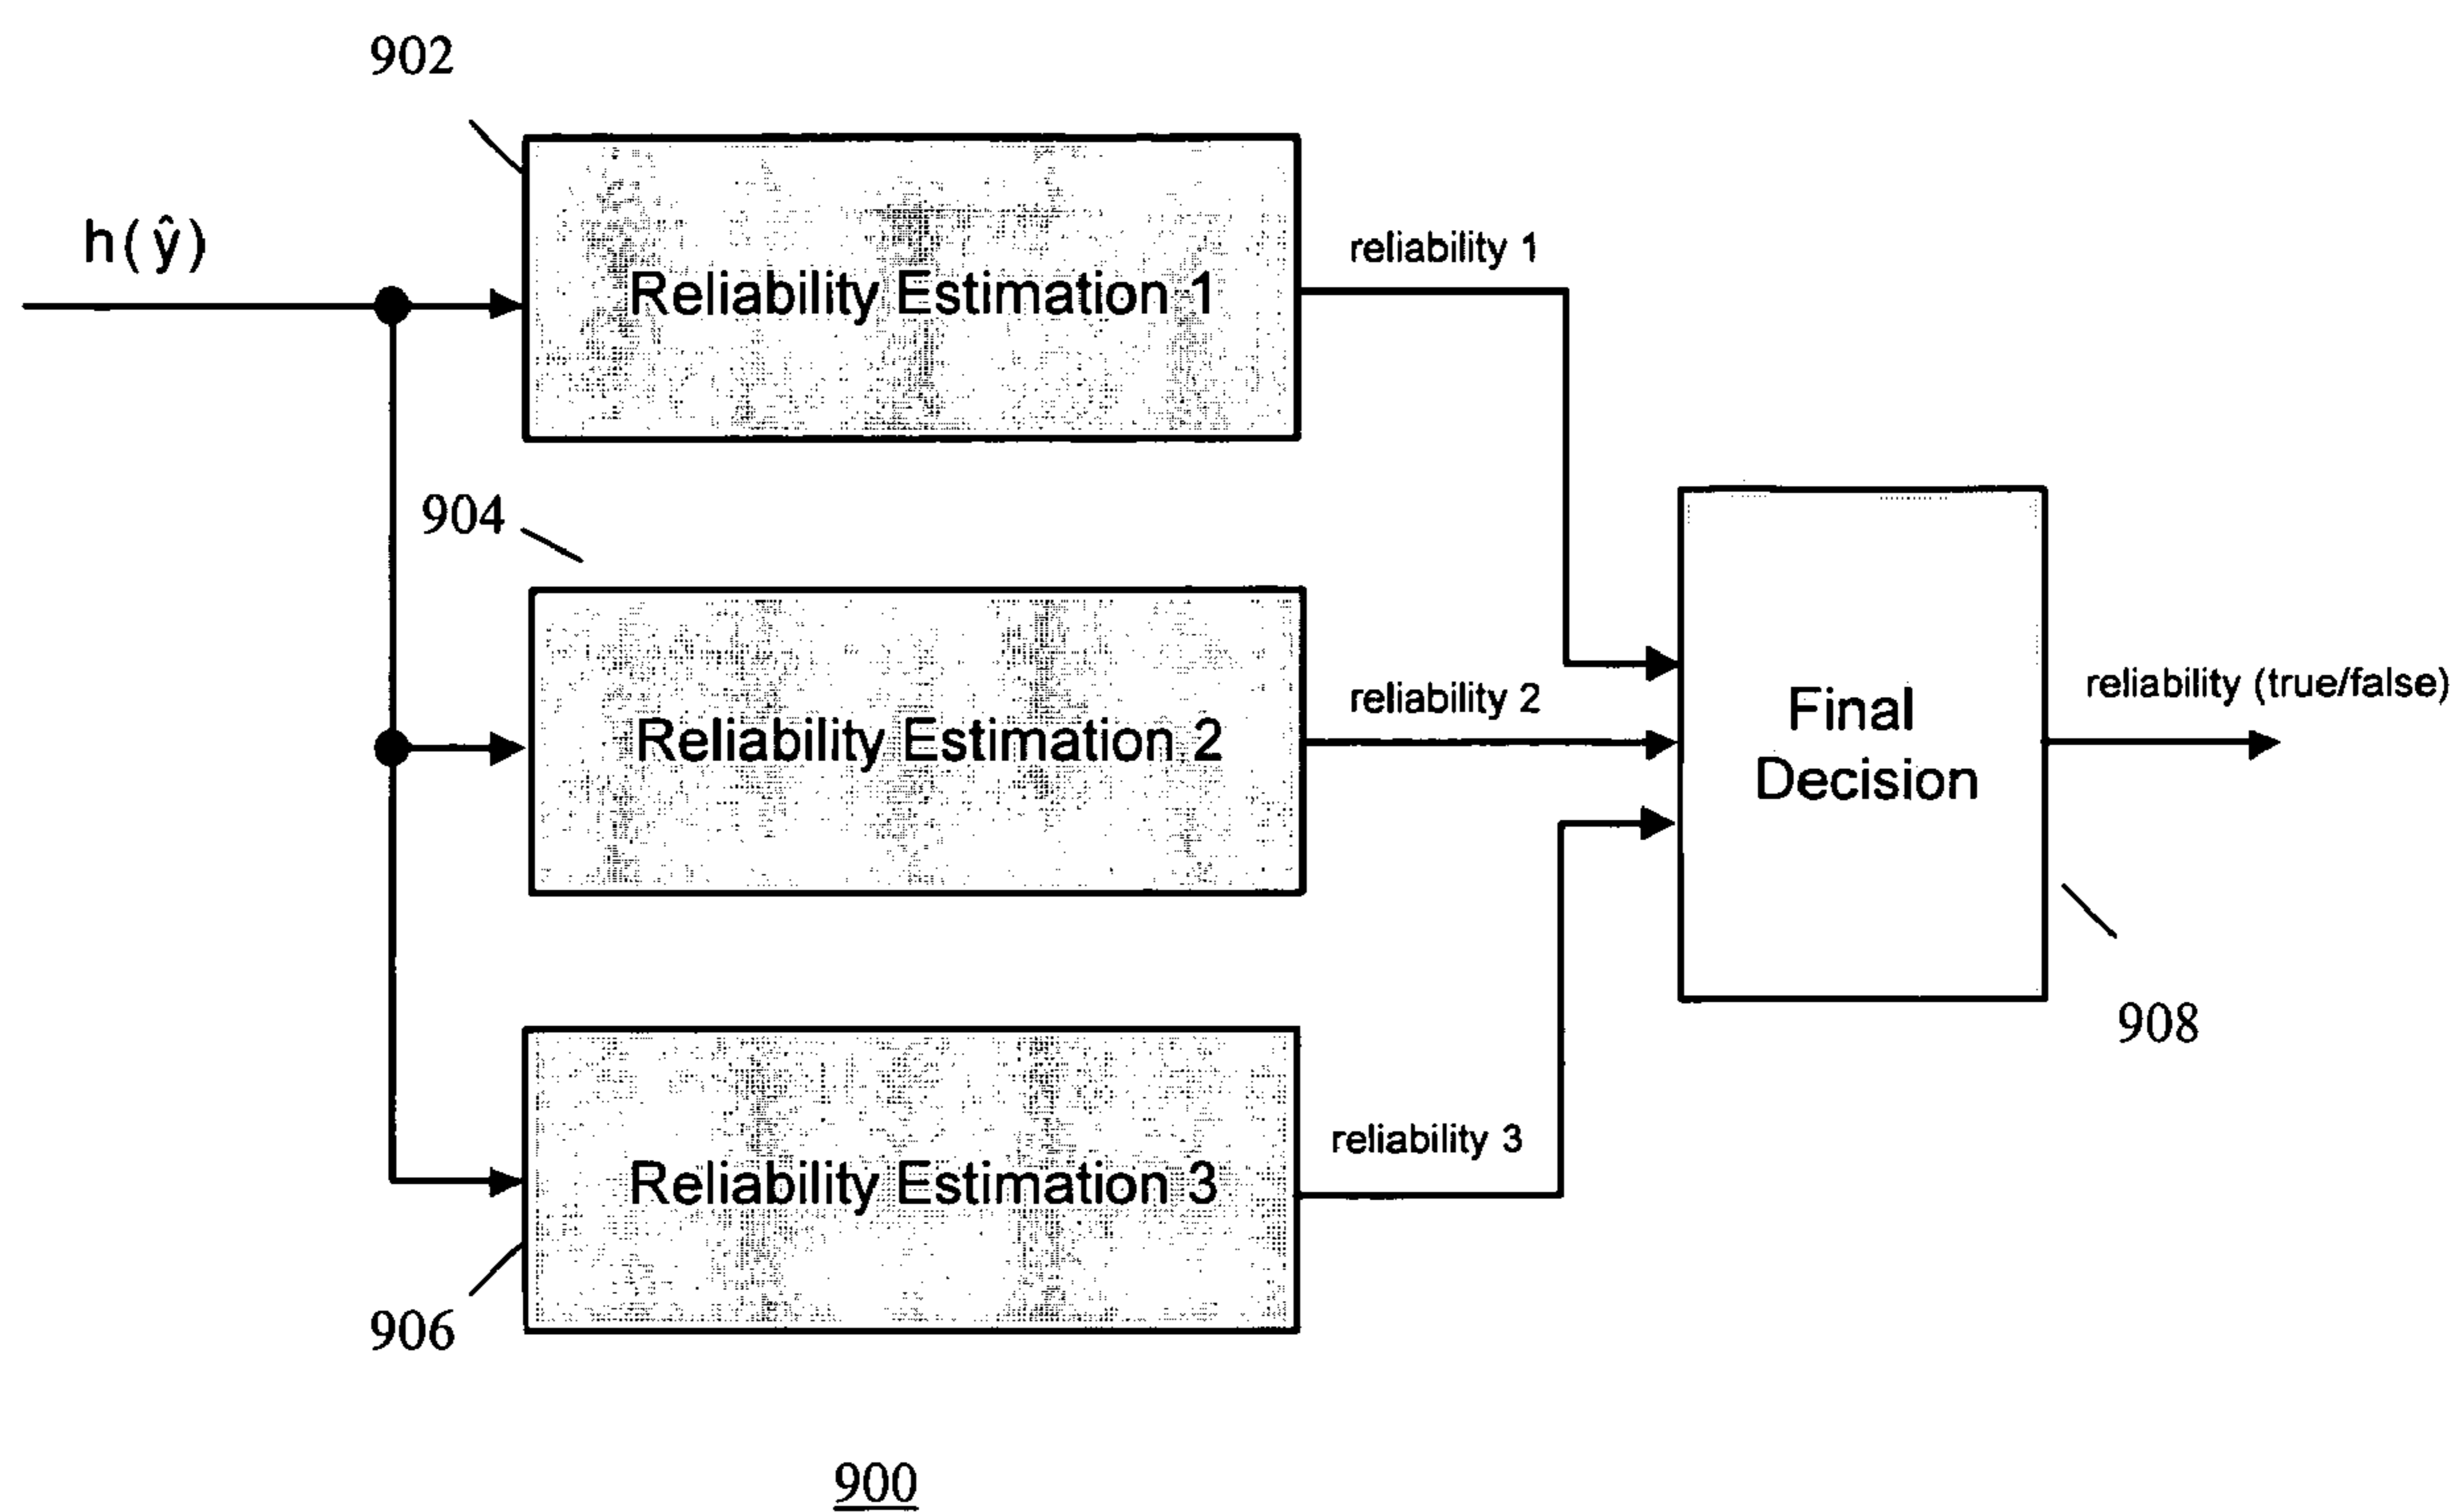 902
h(ŷ)
reliability 1
Reliability Estimation 1
904
reliability 2
Reliability Estimation 2
Final
Decision
reliability (true/false)
908
reliability 3
Reliability Estimation 3
906
900